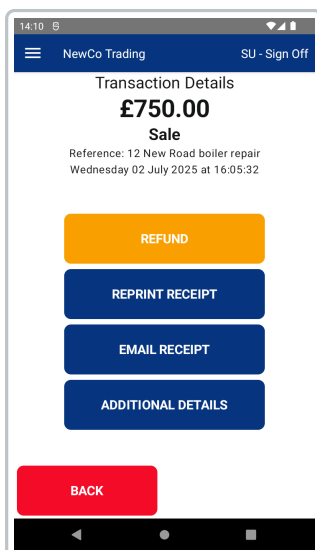 14:10
NewCo Trading
SU - Sign Off
Transaction Details
£750.00
Sale
Reference: 12 New Road boiler repair
Wednesday 02 July 2025 at 16:05:32
REFUND
REPRINT RECEIPT
EMAIL RECEIPT
ADDITIONAL DETAILS
BACK